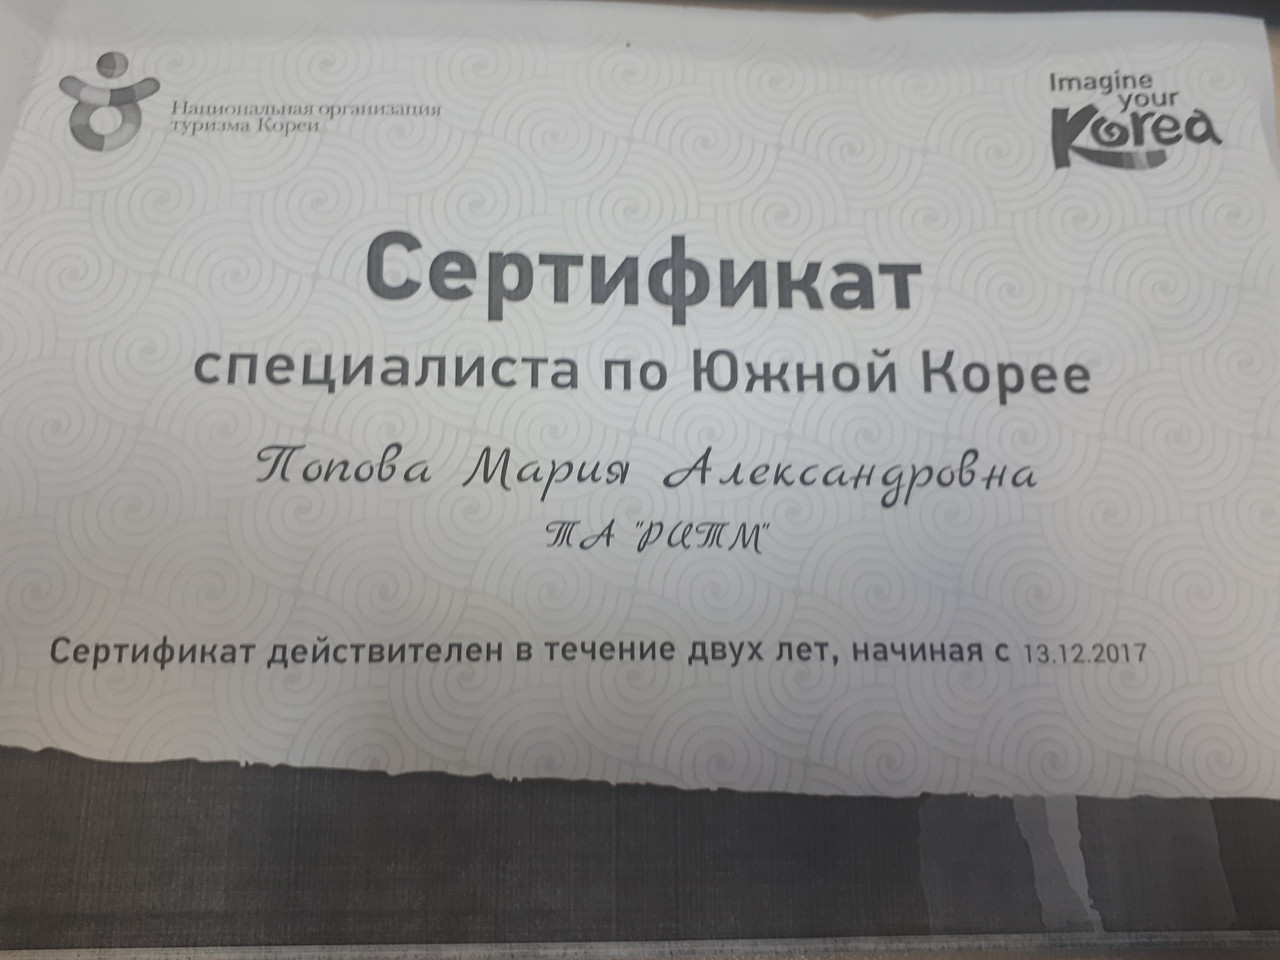 Национальная организация
туризма Кореи
Imagine
your
Korea
Сертификат
специалиста по Южной Корее
Попова Мария Александровна
ТА "РИТМ"
Сертификат действителен в течение двух лет, начиная с 13.12.2017